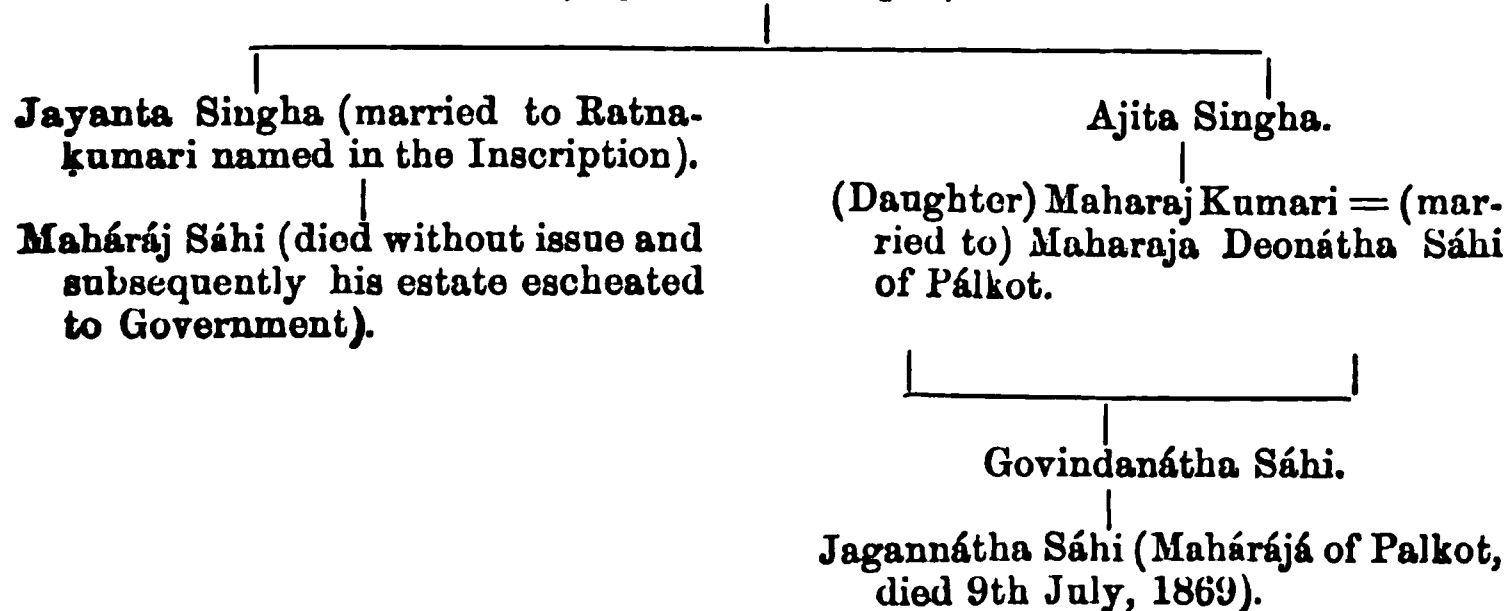 Jayanta Singha (married to Ratna-
ḳumari named in the Inscription).
Maháráj Sáhi (died without issue and
subsequently his estate escheated
to Government).
Ajita Singha.
(Daughter) Maharaj Kumari = (mar-
ried to) Maharaja Deonátha Sáhi
of Pálkot.
Govindanátha Sáhi.
Jagannátha Sáhi (Mahárájá of Palkot,
died 9th July, 1869).